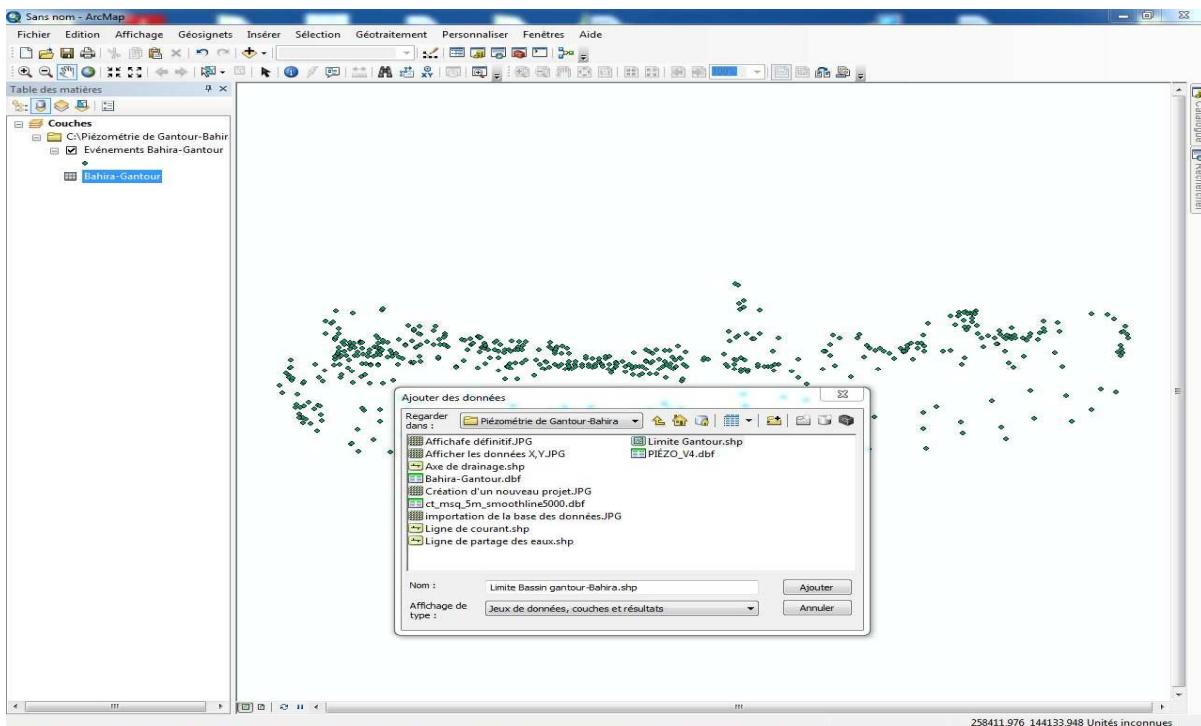 Sans nom - ArcMap
Fichier Edition Affichage Géosignets Insérer Sélection Géotraitement Personnaliser Fenêtres Aide
100%
Table des matières
Couches
C:\Piézométrie de Gantour-Bahir
Evénements Bahira-Gantour
Bahira-Gantour
Catalogue
Rechercher
Ajouter des données
Regarder dans :
Piézométrie de Gantour-Bahira
Affichafe définitif.JPG
Afficher les données X,Y.JPG
Axe de drainage.shp
Bahira-Gantour.dbf
Création d'un nouveau projet.JPG
ct_msq_5m_smoothline5000.dbf
importation de la base des données.JPG
Ligne de courant.shp
Ligne de partage des eaux.shp
Limite Gantour.shp
PIÉZO_V4.dbf
Nom :
Limite Bassin gantour-Bahira.shp
Ajouter
Affichage de type :
Jeux de données, couches et résultats
Annuler
258411.976 144133.948 Unités inconnues